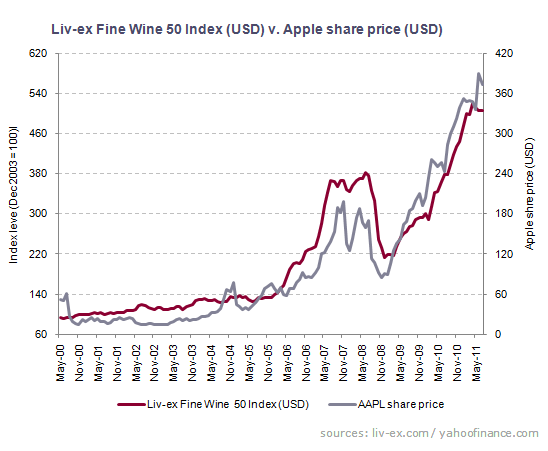 Liv-ex Fine Wine 50 Index (USD) v. Apple share price (USD)
620
540
460
380
300
220
140
60
Index leve (Dec2003=100))
420
360
300
240
180
120
60
0
Apple share price (USD)
May-00
Nov-00
May-01
Nov-01
May-02
Nov-02
May-03
Nov-03
May-04
Nov-04
May-05
Nov-05
May-06
Nov-06
May-07
Nov-07
May-08
Nov-08
May-09
Nov-09
May-10
Nov-10
May-11
Liv-ex Fine Wine 50 Index (USD)
AAPL share price
sources: liv-ex.com/ yahoofinance.com